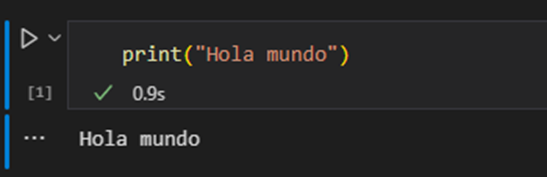 print("Hola mundo")
[1] 0.9s
... Hola mundo